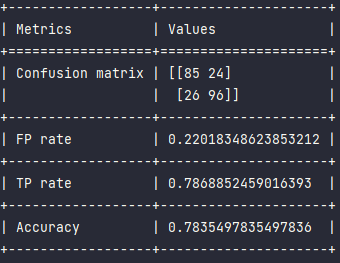 +------------------+---------------------+
| Metrics          | Values              |
+==================+=====================+
| Confusion matrix | [[85 24]            |
|                  |  [26 96]]           |
+------------------+---------------------+
| FP rate          | 0.22018348623853212 |
+------------------+---------------------+
| TP rate          | 0.7868852459016393  |
+------------------+---------------------+
| Accuracy         | 0.7835497835497836  |
+------------------+---------------------+